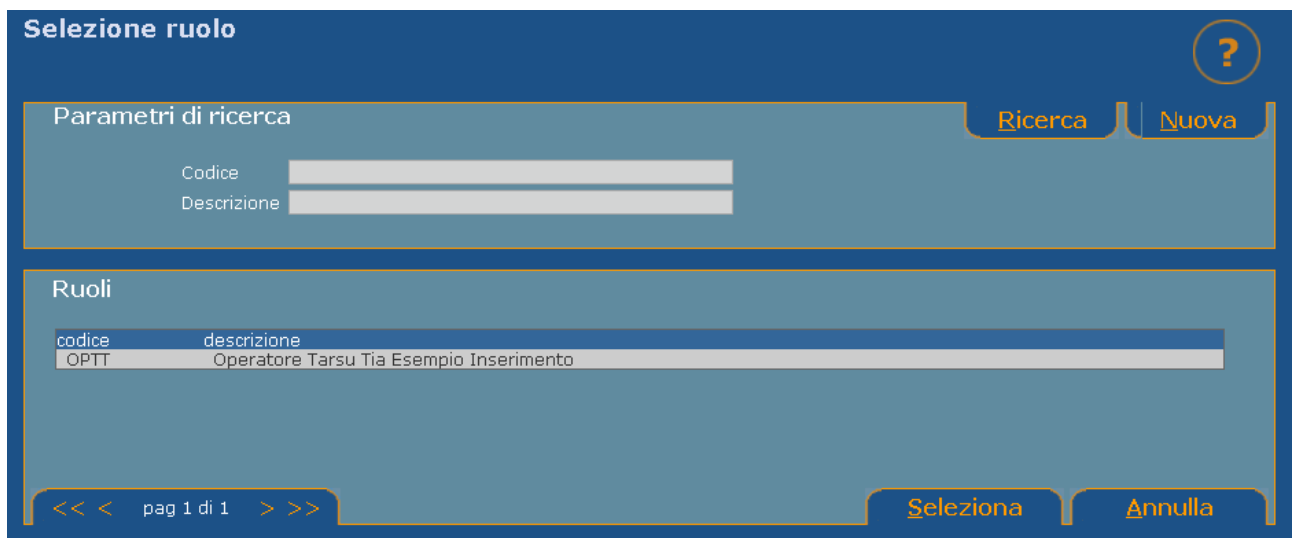 Selezione ruolo
?
Parametri di ricerca
Ricerca
Nuova
Codice
Descrizione
Ruoli
codice descrizione
OPTT Operatore Tarsu Tia Esempio Inserimento
<< < pag 1 di 1 > >>
Seleziona
Annulla